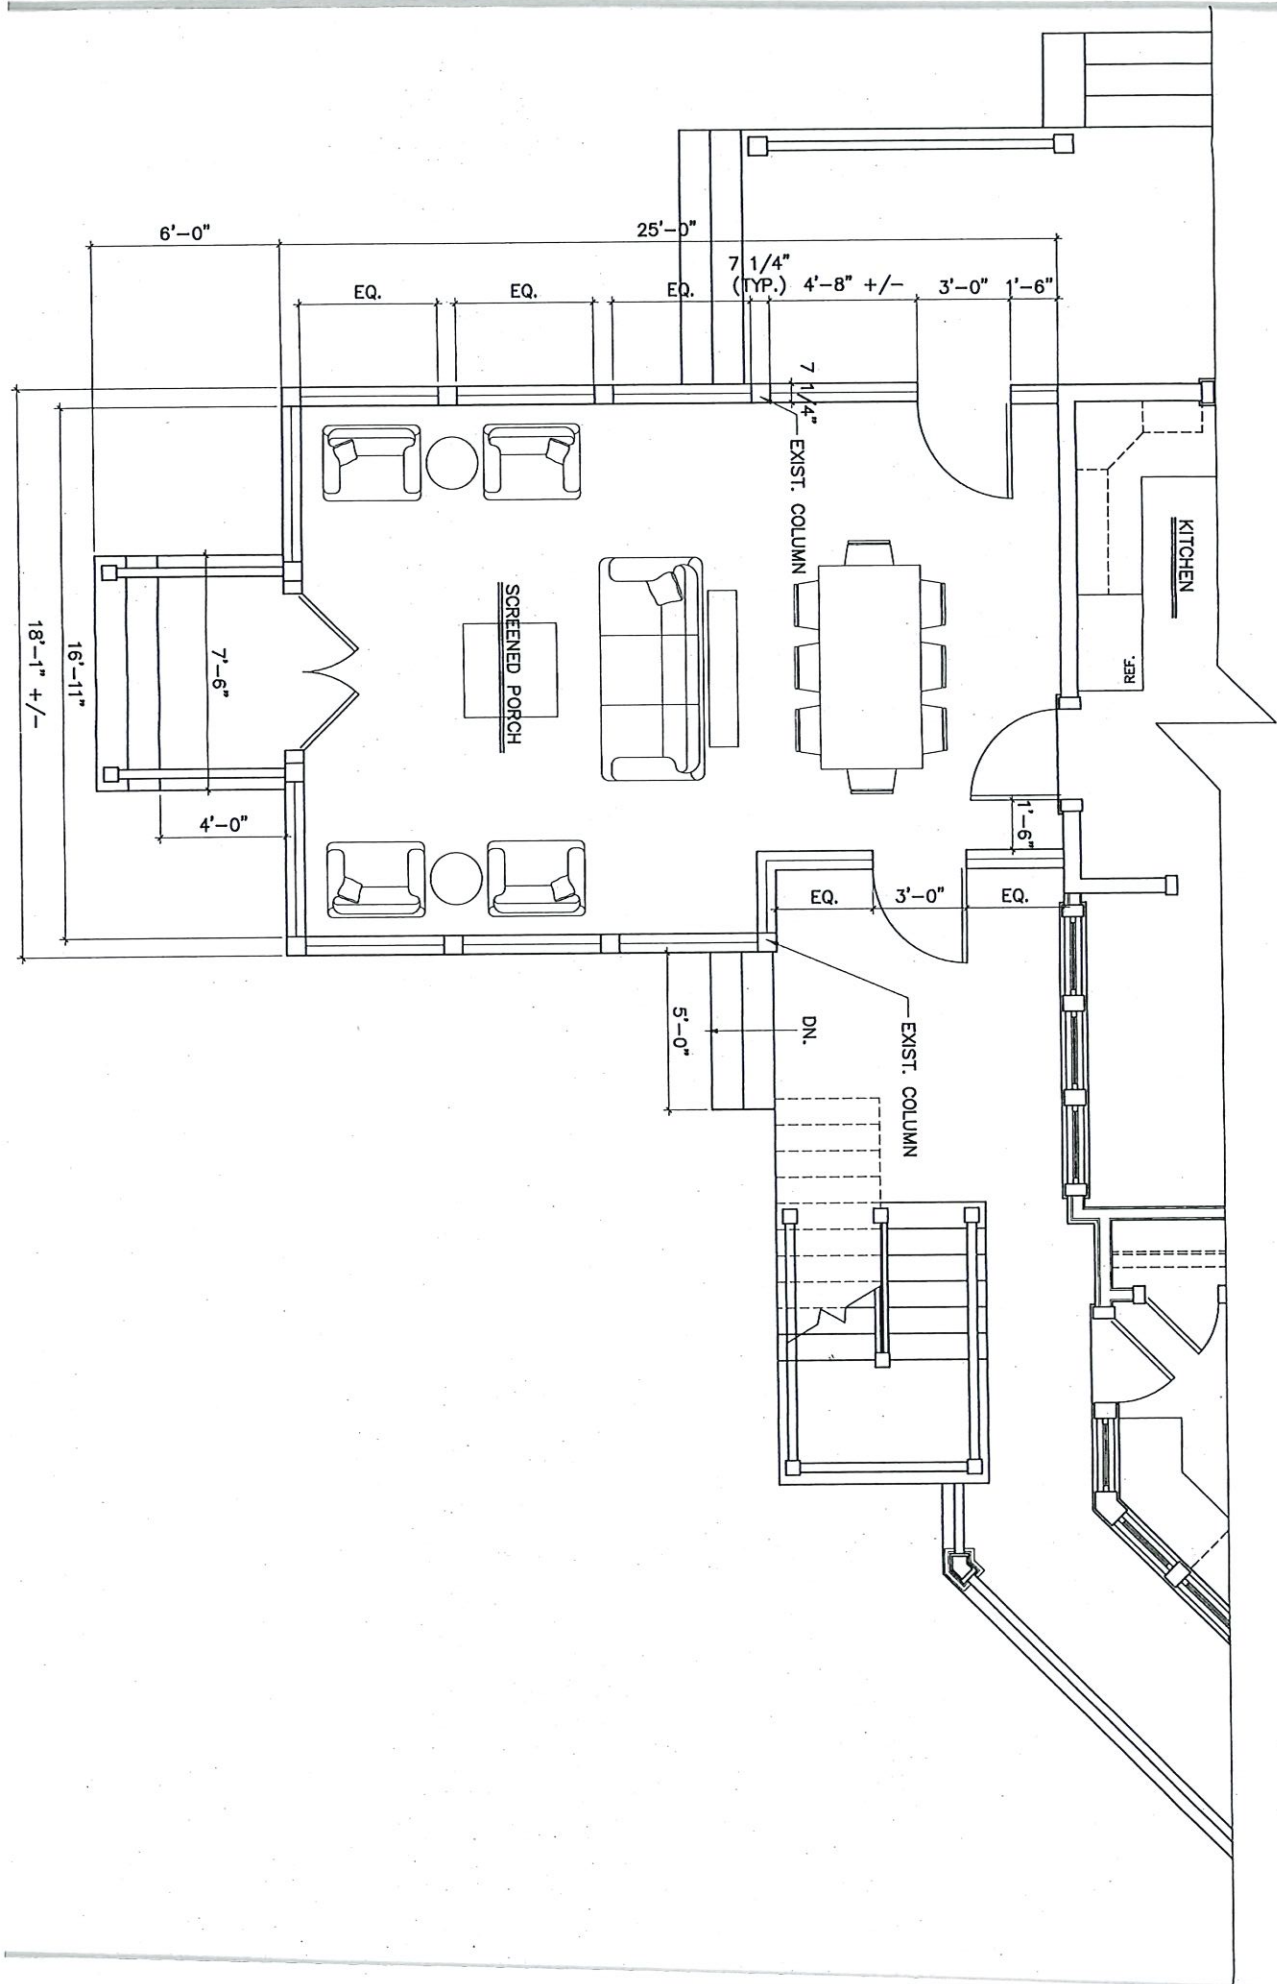 6'-0"
25'-0"
7 1/4"
(TYP.)
4'-8" +/-
3'-0"
1'-6"
EQ.
EQ.
EQ.
7 1/4"
EXIST. COLUMN
KITCHEN
REF.
SCREENED PORCH
7'-6"
16'-11"
18'-1" +/-
4'-0"
1'-6"
EQ.
3'-0"
EQ.
5'-0"
DN.
EXIST. COLUMN